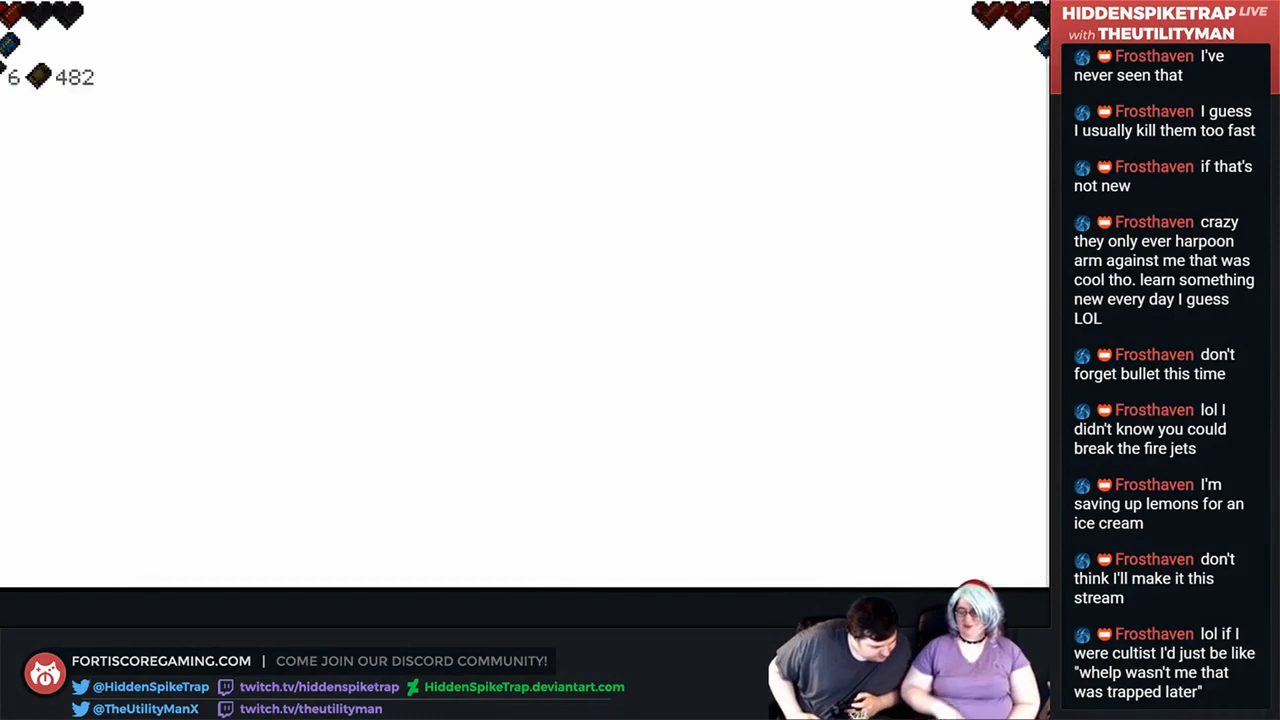 6 482
HIDDENSPIKETRAP LIVE
with THEUTILITYMAN
Frosthaven I've
never seen that
Frosthaven I guess
I usually kill them too fast
Frosthaven if that's
not new
Frosthaven crazy
they only ever harpoon
arm against me that was
cool tho. learn something
new every day I guess
LOL
Frosthaven don't
forget bullet this time
Frosthaven lol I
didn't know you could
break the fire jets
Frosthaven I'm
saving up lemons for an
ice cream
Frosthaven don't
think I'll make it this
stream
Frosthaven lol if I
were cultist I'd just be like
"whelp wasn't me that
was trapped later"
FORTISCOREGAMING.COM | COME JOIN OUR DISCORD COMMUNITY!
@HiddenSpikeTrap twitch.tv/hiddenspiketrap HiddenSpikeTrap.deviantart.com
@TheUtilityManX twitch.tv/theutilityman